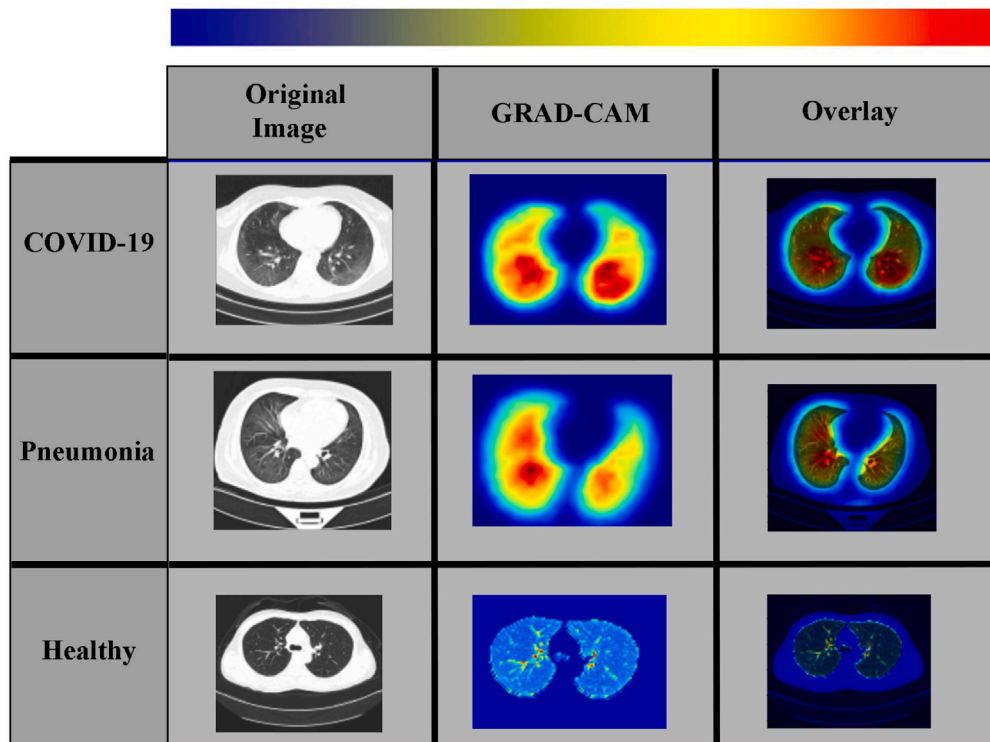 Original
Image
GRAD-CAM
Overlay
COVID-19
Pneumonia
Healthy